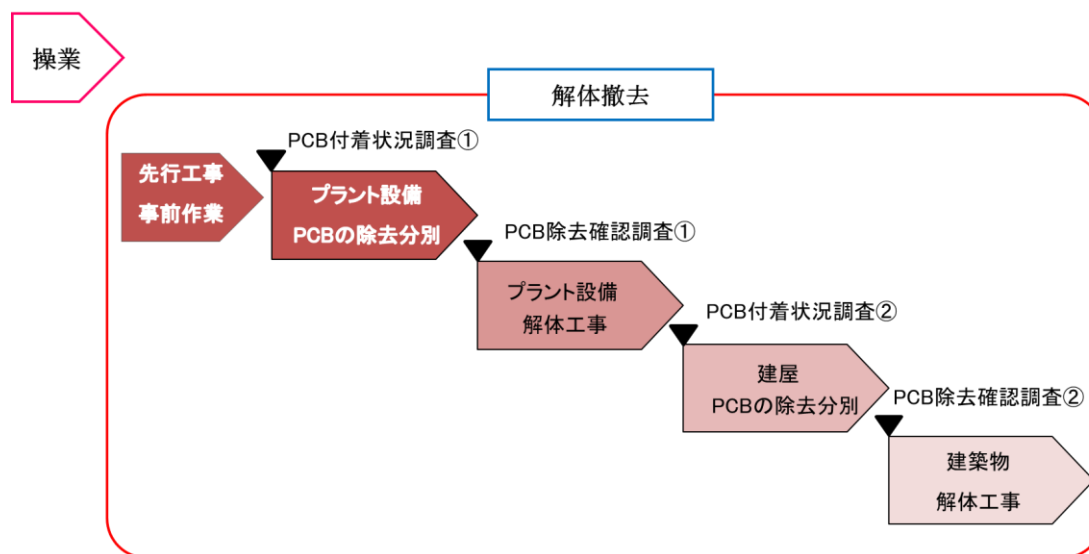 操業
解体撤去
PCB付着状況調査①
先行工事
事前作業
プラント設備
PCBの除去分別
PCB除去確認調査①
プラント設備
解体工事
PCB付着状況調査②
建屋
PCBの除去分別
PCB除去確認調査②
建築物
解体工事